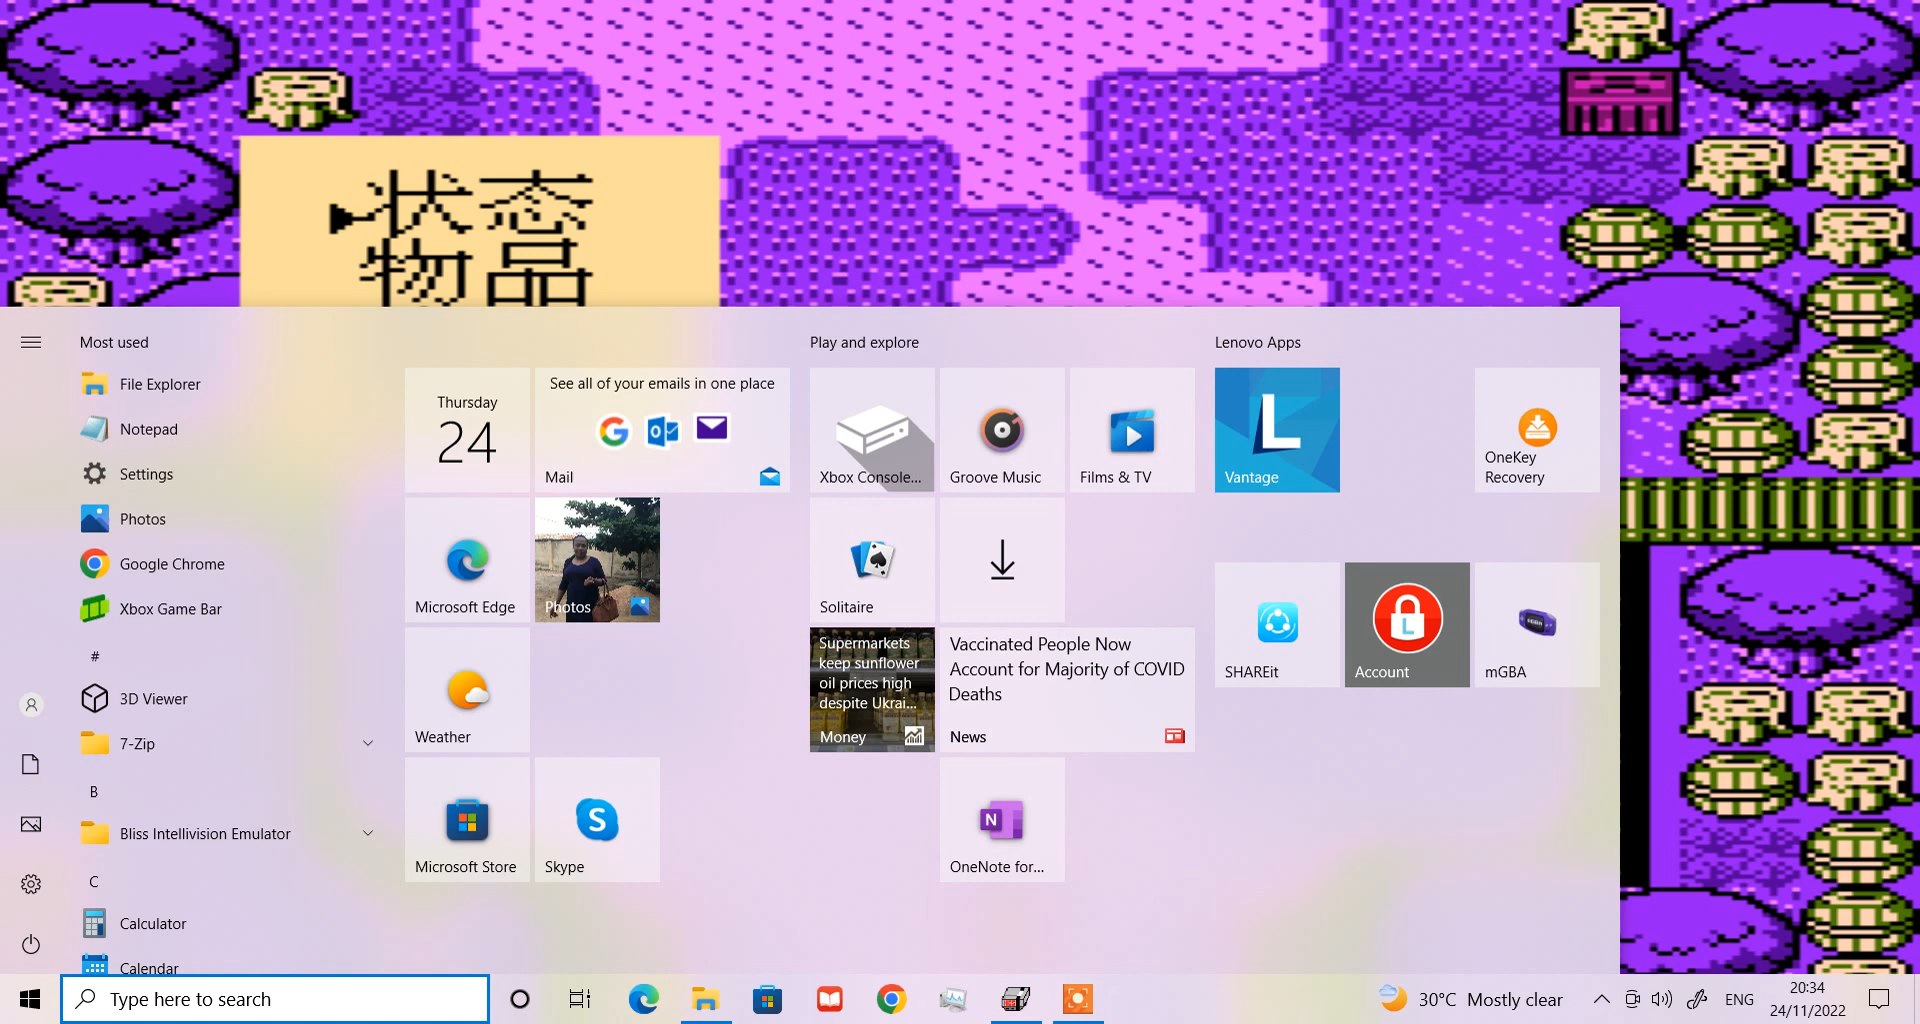 状态
物品
Most used
File Explorer
Notepad
Settings
Photos
Google Chrome
Xbox Game Bar
#
3D Viewer
7-Zip
B
Bliss Intellivision Emulator
C
Calculator
Calendar
Thursday
24
See all of your emails in one place
Mail
Microsoft Edge
Photos
Weather
Microsoft Store
Skype
Play and explore
Xbox Console...
Groove Music
Films & TV
Solitaire
Supermarkets
keep sunflower
oil prices high
despite Ukrai...
Money
Vaccinated People Now
Account for Majority of COVID
Deaths
News
OneNote for...
Lenovo Apps
Vantage
OneKey
Recovery
SHAREit
Account
mGBA
Type here to search
30°C Mostly clear
ENG
20:34
24/11/2022